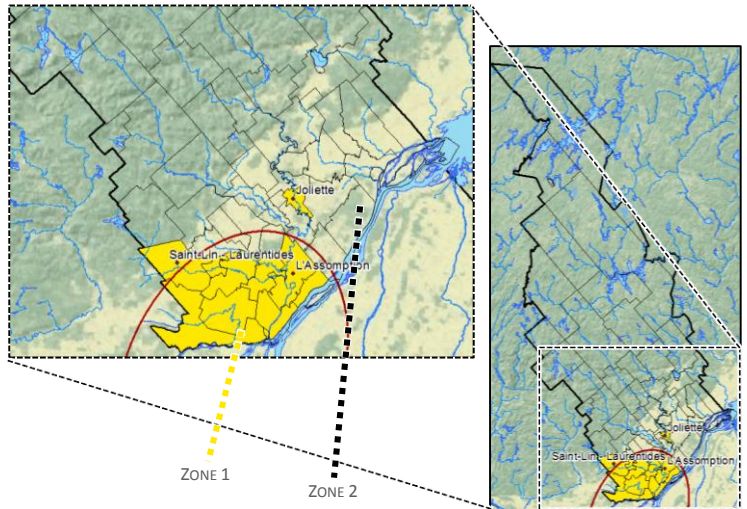 Joliette
Saint-Lin--Laurentides
L'Assomption
ZONE 1
ZONE 2
Joliette
Saint-Lin--Laurentides
L'Assomption